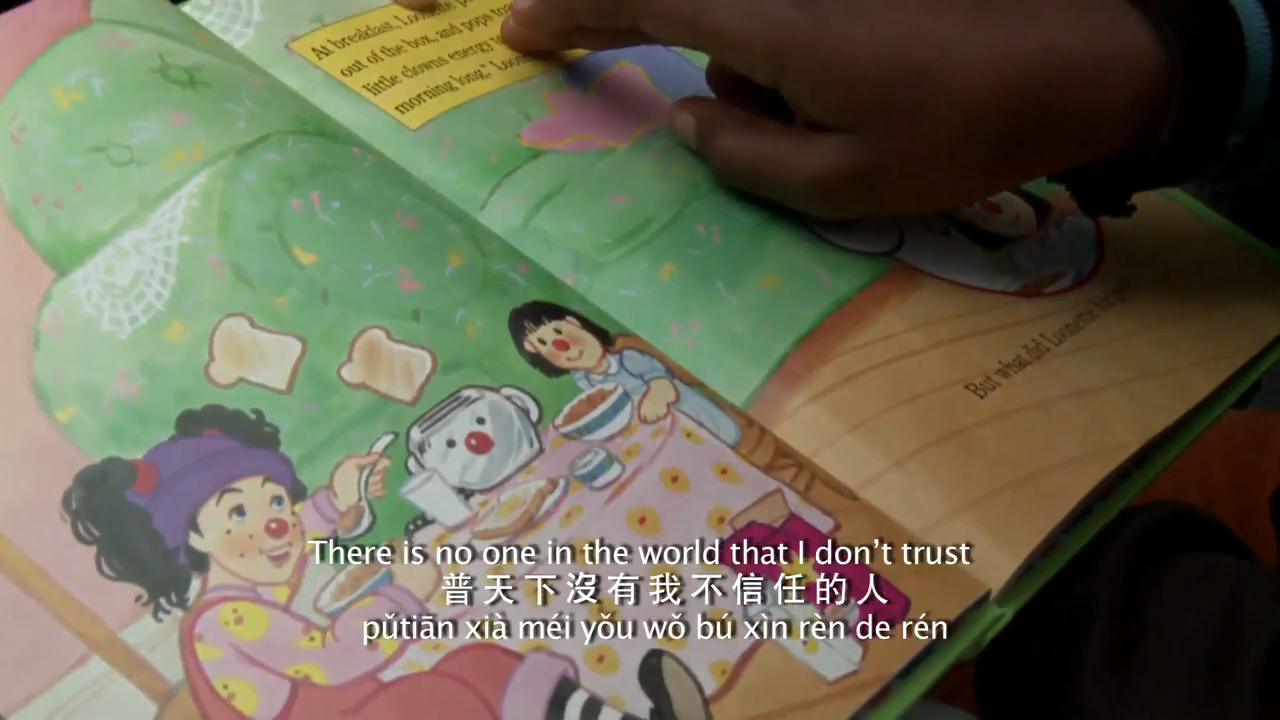 At breakfast, Loonette
out of the box, and pops
little clowns energy
morning long."
But what did Loonette
There is no one in the world that I don't trust
普天下沒有我不信任的人
pǔtiān xià méi yǒu wǒ bú xìn rèn de rén